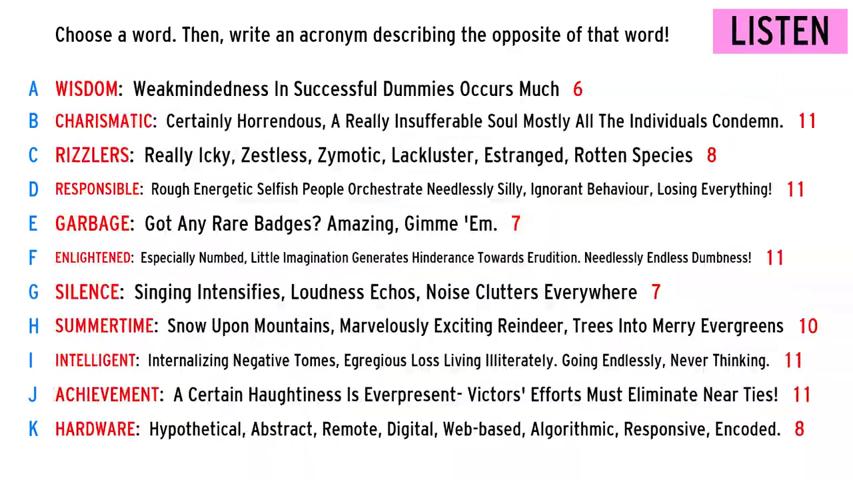 Choose a word. Then, write an acronym describing the opposite of that word!
LISTEN
A WISDOM: Weakmindedness In Successful Dummies Occurs Much 6
B CHARISMATIC: Certainly Horrendous, A Really Insufferable Soul Mostly All The Individuals Condemn. 11
C RIZZLERS: Really Icky, Zestless, Zymotic, Lackluster, Estranged, Rotten Species 8
D RESPONSIBLE: Rough Energetic Selfish People Orchestrate Needlessly Silly, Ignorant Behaviour, Losing Everything! 11
E GARBAGE: Got Any Rare Badges? Amazing, Gimme 'Em. 7
F ENLIGHTENED: Especially Numbed, Little Imagination Generates Hinderance Towards Erudition. Needlessly Endless Dumbness! 11
G SILENCE: Singing Intensifies, Loudness Echos, Noise Clutters Everywhere 7
H SUMMERTIME: Snow Upon Mountains, Marvelously Exciting Reindeer, Trees Into Merry Evergreens 10
I INTELLIGENT: Internalizing Negative Tomes, Egregious Loss Living Illiterately. Going Endlessly, Never Thinking. 11
J ACHIEVEMENT: A Certain Haughtiness Is Everpresent- Victors' Efforts Must Eliminate Near Ties! 11
K HARDWARE: Hypothetical, Abstract, Remote, Digital, Web-based, Algorithmic, Responsive, Encoded. 8